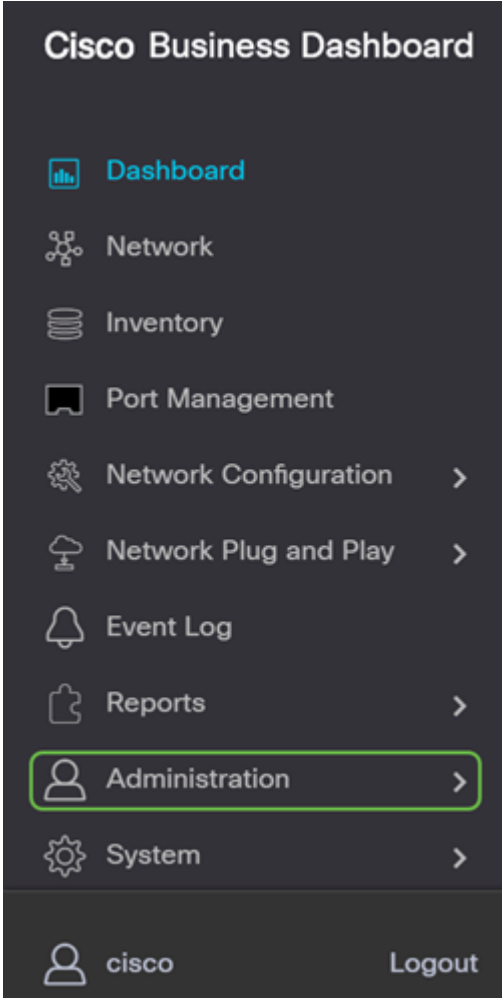 Cisco Business Dashboard
Dashboard
Network
Inventory
Port Management
Network Configuration
Network Plug and Play
Event Log
Reports
Administration
System
cisco Logout